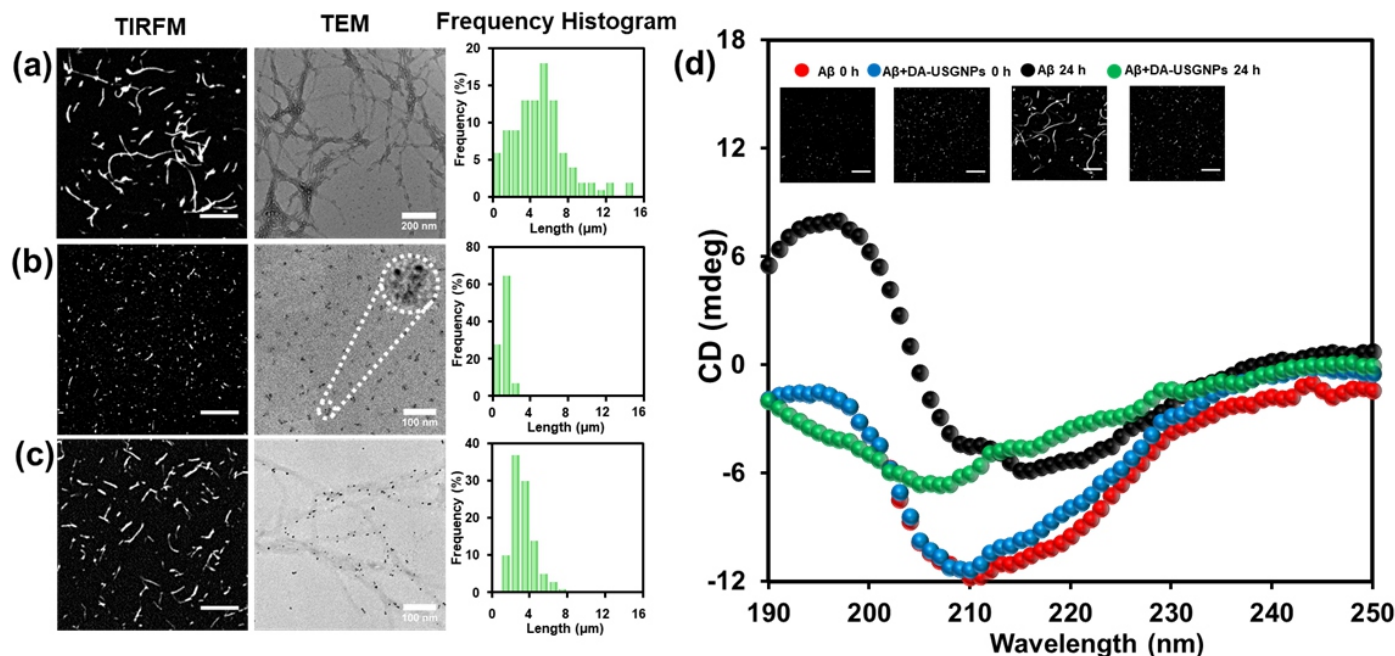 TIRFM TEM Frequency Histogram
(a)
200 nm
Frequency (%)
20
15
10
5
0
0 4 8 12 16
Length (µm)
(b)
100 nm
Frequency (%)
80
60
40
20
0
0 4 8 12 16
Length (µm)
(c)
100 nm
Frequency (%)
40
30
20
10
0
0 4 8 12 16
Length (µm)
(d)
Aβ 0 h Aβ+DA-USGNPs 0 h Aβ 24 h Aβ+DA-USGNPs 24 h
CD (mdeg)
18
12
6
0
-6
-12
190 200 210 220 230 240 250
Wavelength (nm)